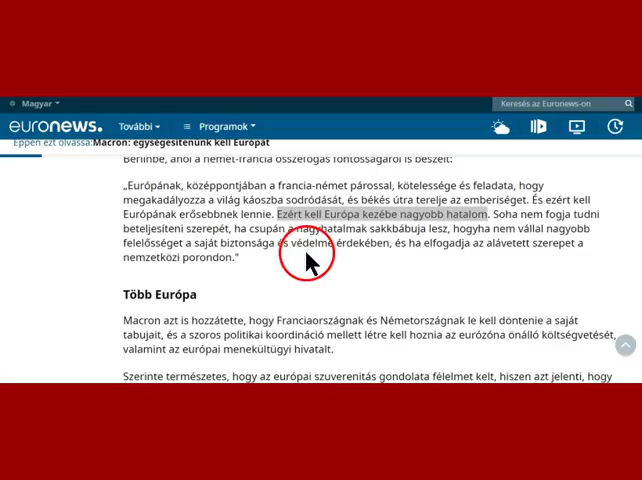 Magyar
Keresés az Euronews-on
euronews.
További
Programok
Éppen ezt olvassa:Macron: egységesítenünk kell Európát
Berlinbe, ahol a német-francia összefogás fontosságáról is beszélt:
„Európának, középpontjában a francia-német párossal, kötelessége és feladata, hogy
megakadályozza a világ káoszba sodródását, és békés útra terelje az emberiséget. És ezért kell
Európának erősebbnek lennie. Ezért kell Európa kezébe nagyobb hatalom. Soha nem fogja tudni
beteljesíteni szerepét, ha csupán a nagyhatalmak sakkbábuja lesz, hogyha nem vállal nagyobb
felelősséget a saját biztonsága és védelme érdekében, és ha elfogadja az alávetett szerepet a
nemzetközi porondon."
Több Európa
Macron azt is hozzátette, hogy Franciaországnak és Németországnak le kell döntenie a saját
tabujait, és a szoros politikai koordináció mellett létre kell hoznia az eurózóna önálló költségvetését,
valamint az európai menekültügyi hivatalt.
Szerinte természetes, hogy az európai szuverenitás gondolata félelmet kelt, hiszen azt jelenti, hogy